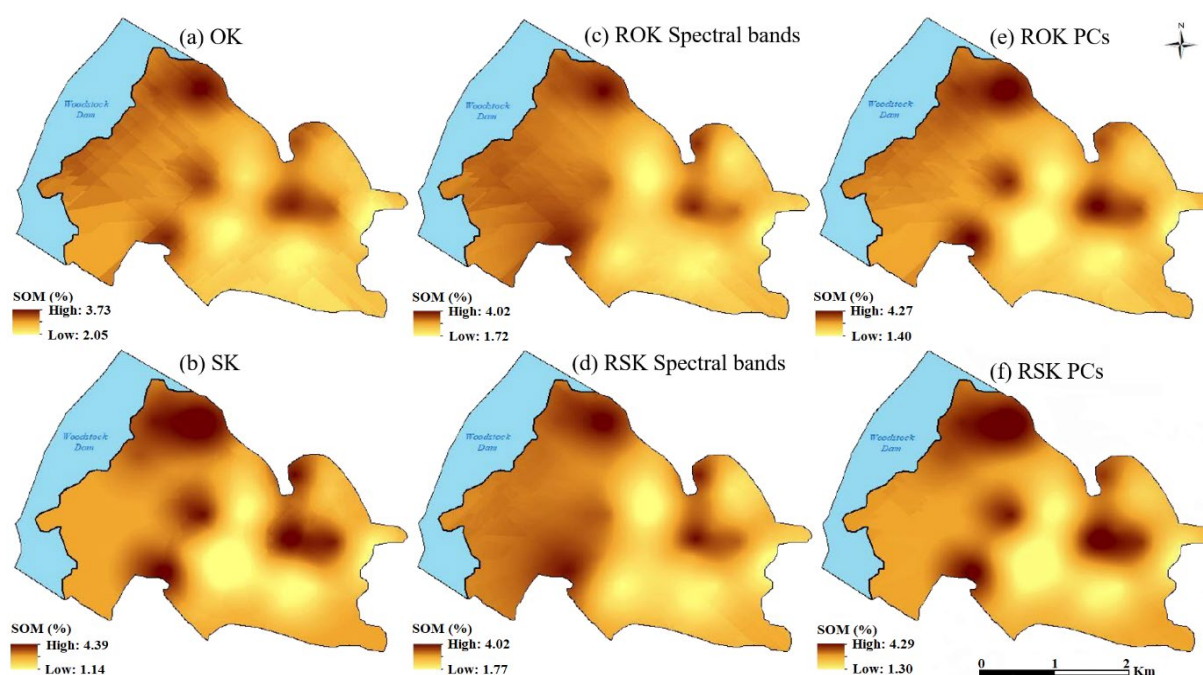 (a) OK
Woodstock
Dam
SOM (%)
High: 3.73
Low: 2.05
(c) ROK Spectral bands
Woodstock
Dam
SOM (%)
High: 4.02
Low: 1.72
(e) ROK PCs
N
Woodstock
Dam
SOM (%)
High: 4.27
Low: 1.40
(b) SK
Woodstock
Dam
SOM (%)
High: 4.39
Low: 1.14
(d) RSK Spectral bands
Woodstock
Dam
SOM (%)
High: 4.02
Low: 1.77
(f) RSK PCs
Woodstock
Dam
SOM (%)
High: 4.29
Low: 1.30
0 1 2
Km